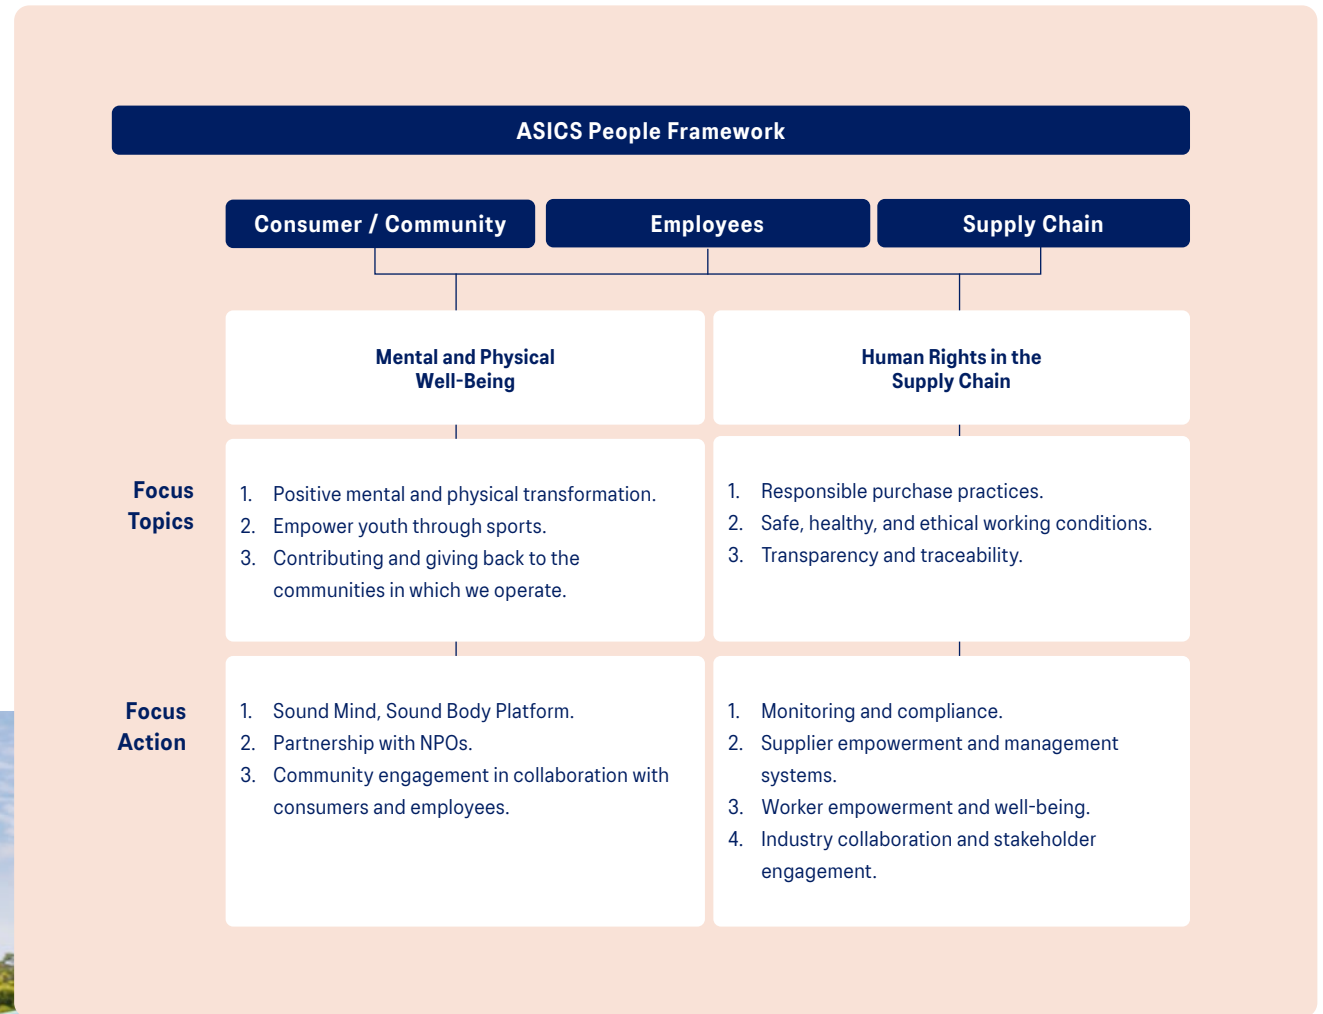 ASICS People Framework
Consumer / Community
Employees
Supply Chain
Mental and Physical
Well-Being
Human Rights in the
Supply Chain
Focus
Topics
1. Positive mental and physical transformation.
2. Empower youth through sports.
3. Contributing and giving back to the
communities in which we operate.
1. Responsible purchase practices.
2. Safe, healthy, and ethical working conditions.
3. Transparency and traceability.
Focus
Action
1. Sound Mind, Sound Body Platform.
2. Partnership with NPOs.
3. Community engagement in collaboration with
consumers and employees.
1. Monitoring and compliance.
2. Supplier empowerment and management
systems.
3. Worker empowerment and well-being.
4. Industry collaboration and stakeholder
engagement.